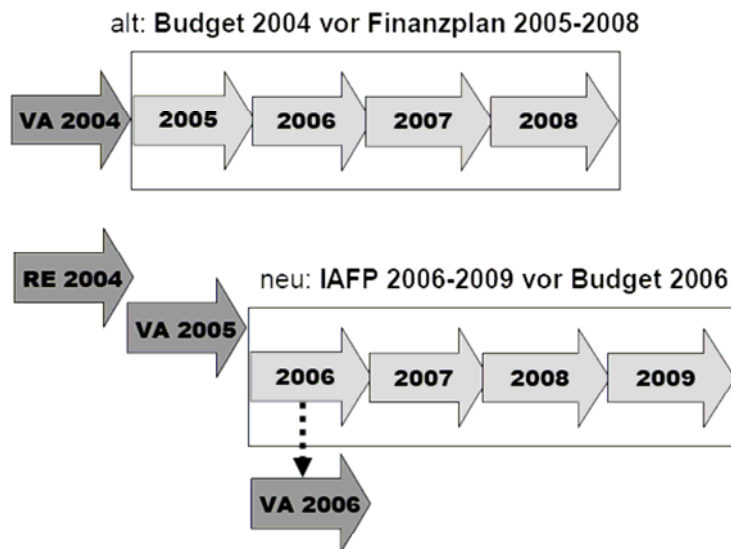 alt: Budget 2004 vor Finanzplan 2005-2008
VA 2004 2005 2006 2007 2008
RE 2004
neu: IAFP 2006-2009 vor Budget 2006
VA 2005
2006 2007 2008 2009
VA 2006